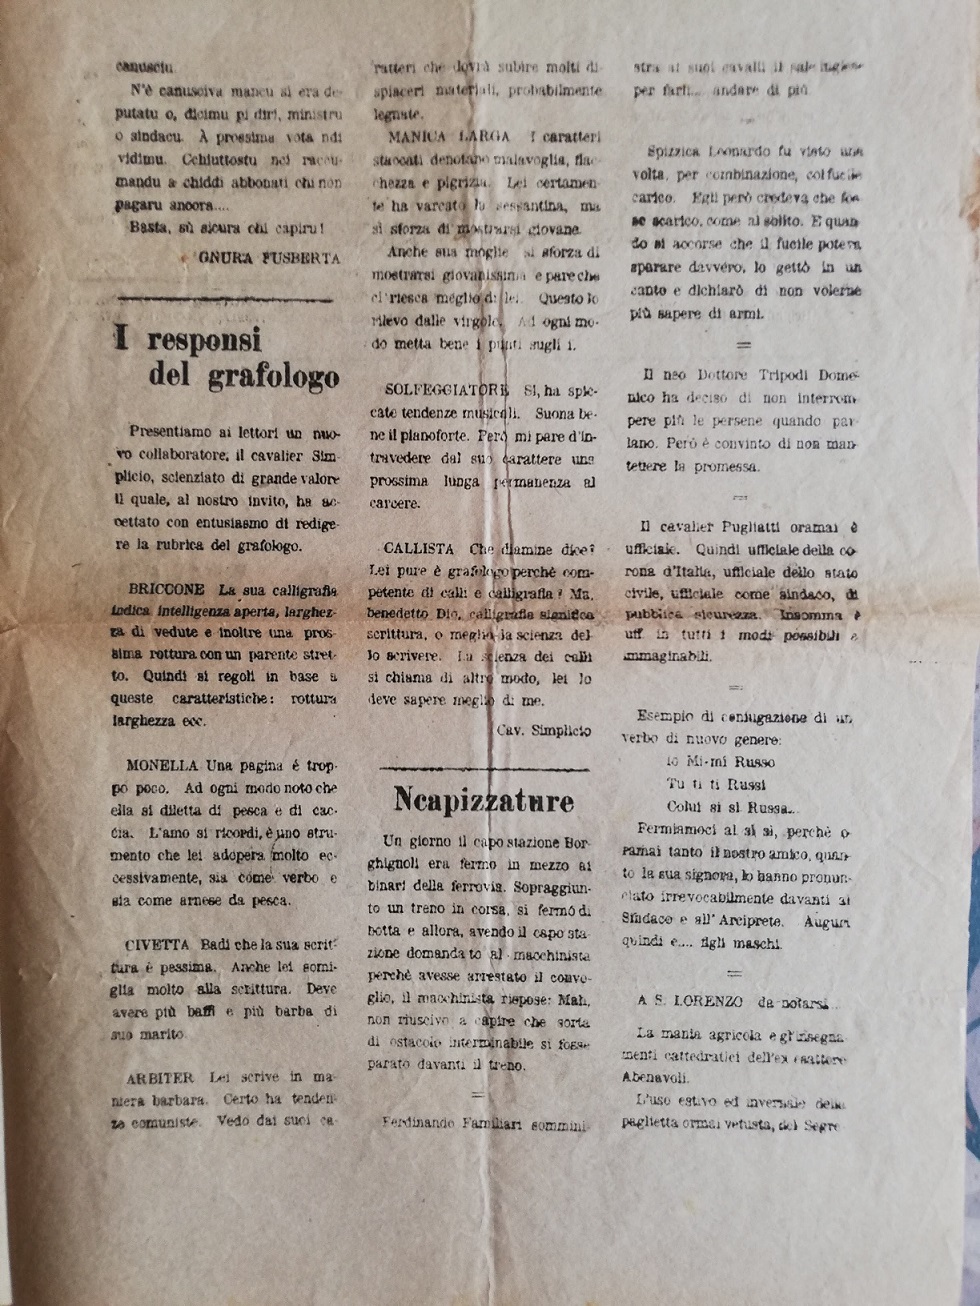 canusciu
N'è canusciva mancu si era de-
putatu o, dicimu pi diri, ministru
o sindacu. À prossima vota ndi
vidimu. Cchiuttostu nci raccu-
mandu a chiddi abbonati chi non
pagaru ancora....
Basta, sù sicura chi capiru!
GNURA FUSBERTA
I responsi
del grafologo
Presentiamo ai lettori un nuo-
vo collaboratore, il cavalier Sim-
plicio, scienziato di grande valore
il quale, al nostro invito, ha ac-
cettato con entusiasmo di redige-
re la rubrica del grafologo.
BRICCONE La sua calligrafia
indica intelligenza aperta, larghez-
za di vedute e inoltre una pros-
sima rottura con un parente stret-
to. Quindi si regoli in base a
queste caratteristiche: rottura
larghezza ecc.
MONELLA Una pagina é trop-
po poco. Ad ogni modo noto che
ella si diletta di pesca e di cac-
cia. L'amo si ricordi, è uno stru-
mento che lei adopera molto ec-
cessivamente, sia come verbo e
sia come arnese da pesca.
CIVETTA Badi che la sua scrit-
tura è pessima. Anche lei somi-
glia molto alla scrittura. Deve
avere più baffi e più barba di
suo marito
ARBITER Lei scrive in ma-
niera barbara. Certo ha tenden-
ze comuniste. Vedo dai suoi ca-
ratteri che dovrà subire molti di-
spiaceri materiali, probabilmente
legnate.
MANICA LARGA I caratteri
staccati denotano malavoglia, fiac-
chezza e pigrizia. Lei certamen-
te ha varcato la sessantina, ma
si sforza di mostrarsi giovane.
Anche sua moglie si sforza di
mostrarsi giovanissima e pare che
ci riesca meglio di lei. Questo lo
rilevo dalle virgole. Ad ogni mo-
do metta bene i punti sugli i.
SOLFEGGIATORE Si, ha spic-
cate tendenze musicali. Suona be-
ne il pianoforte. Però mi pare d'in-
travedere dal suo carattere una
prossima lunga permanenza al
carcere.
CALLISTA Che diamine dice?
Lei pure è grafologo perchè com-
petente di calli e calligrafia? Ma,
benedetto Dio, calligrafia significa
scrittura, o meglio la scienza del-
lo scrivere. La scienza dei calli
si chiama di altro modo, lei lo
deve sapere meglio di me.
Cav. Simplicio
Ncapizzature
Un giorno il capo stazione Bor-
ghignoli era fermo in mezzo ai
binari della ferrovia. Sopraggiun-
to un treno in corsa, si fermò di
botta e allora, avendo il capo sta-
zione domandato al macchinista
perchè avesse arrestato il convo-
glio, il macchinista rispose: Mah,
non riuscivo a capire che sorta
di ostacolo interminabile si fosse
parato davanti il treno.
=
Ferdinando Familiari sommini-
stra ai suoi cavalli il sale
per farli... andare di più
Spizzica Leonardo fu visto una
volta, per combinazione, col fucile
carico. Egli però credeva che fos-
se scarico, come al solito. E quan-
do si accorse che il fucile poteva
sparare davvero, lo gettò in un
canto e dichiarò di non volerne
più sapere di armi.
=
Il neo Dottore Tripodi Dome-
nico ha deciso di non interrom-
pere più le persone quando par-
lano. Però è convinto di non man-
tenere la promessa.
=
Il cavalier Pugliatti oramai è
ufficiale. Quindi ufficiale della co-
rona d'Italia, ufficiale dello stato
civile, ufficiale come sindaco, di
pubblica sicurezza. Insomma è
uff. in tutti i modi possibili e
immaginabili.
=
Esempio di coniugazione di un
verbo di nuovo genere:
io Mi-mi Russo
Tu ti ti Russi
Colui si si Russa..
Fermiamoci al si si, perchè o-
ramai tanto il nostro amico, quan-
to la sua signora, lo hanno pronun-
ciato irrevocabilmente davanti al
Sindaco e all'Arciprete. Auguri
quindi e.... figli maschi.
=
A S. LORENZO da notarsi...
La mania agricola e gl'insegna-
menti cattedratici dell'ex esattore
Abenavoli.
L'uso estivo ed invernale della
paglietta ormai vetusta, del Segre-